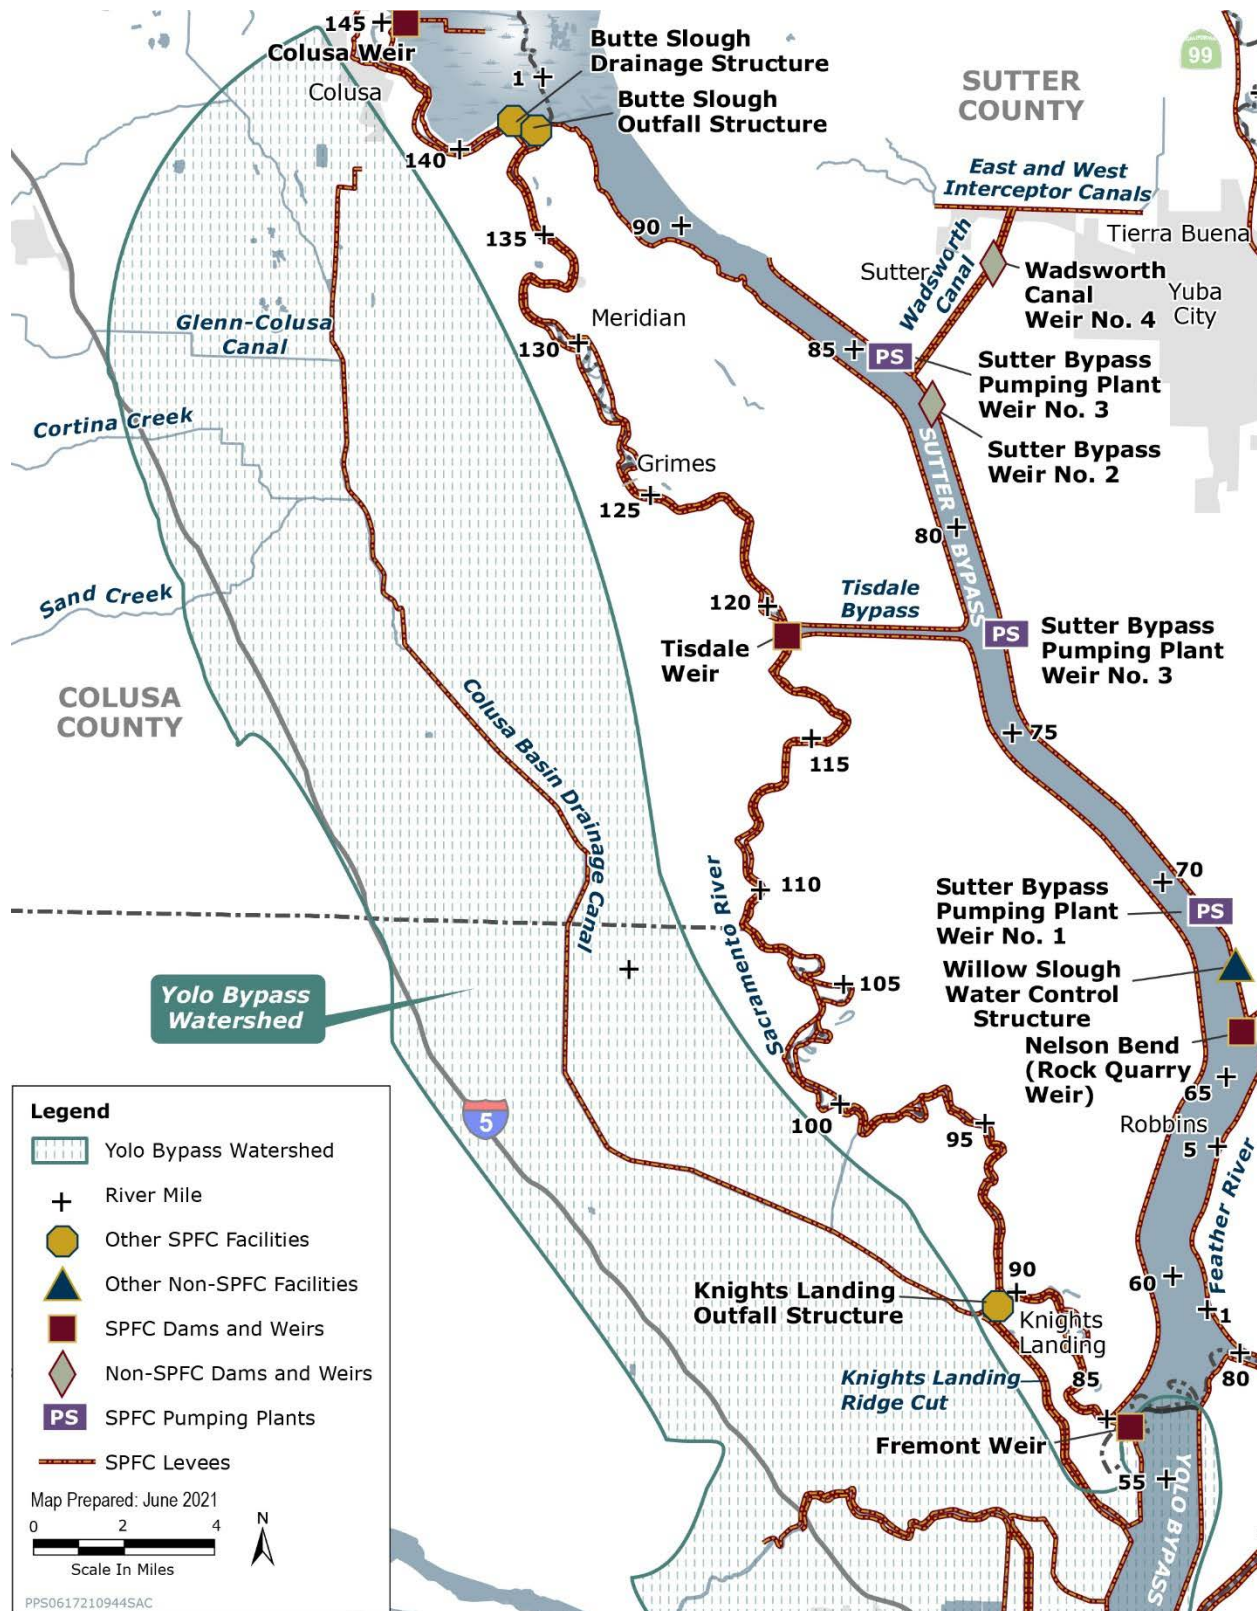 145
Colusa Weir
Colusa
Butte Slough
Drainage Structure
1
Butte Slough
Outfall Structure
99
SUTTER
COUNTY
140
East and West
Interceptor Canals
135
90
Tierra Buena
Sutter
Wadsworth
Canal
Wadsworth
Canal
Weir No. 4
Yuba
City
Glenn-Colusa
Canal
Meridian
130
85
PS
Sutter Bypass
Pumping Plant
Weir No. 3
Cortina Creek
Grimes
125
SUTTER BYPASS
Sutter Bypass
Weir No. 2
80
Sand Creek
120
Tisdale
Bypass
Tisdale
Weir
PS
Sutter Bypass
Pumping Plant
Weir No. 3
COLUSA
COUNTY
Colusa Basin Drainage Canal
115
75
110
Sacramento River
70
Sutter Bypass
Pumping Plant
Weir No. 1
PS
Yolo Bypass
Watershed
105
Willow Slough
Water Control
Structure
Nelson Bend
(Rock Quarry
Weir)
65
100
95
Robbins
5
5
Feather River
Knights Landing
Outfall Structure
90
Knights
Landing
60
1
Knights Landing
Ridge Cut
85
80
Fremont Weir
55
YOLO BYPASS
Legend
Yolo Bypass Watershed
River Mile
Other SPFC Facilities
Other Non-SPFC Facilities
SPFC Dams and Weirs
Non-SPFC Dams and Weirs
PS SPFC Pumping Plants
SPFC Levees
Map Prepared: June 2021
0 2 4
Scale In Miles
N
PPS0617210944SAC